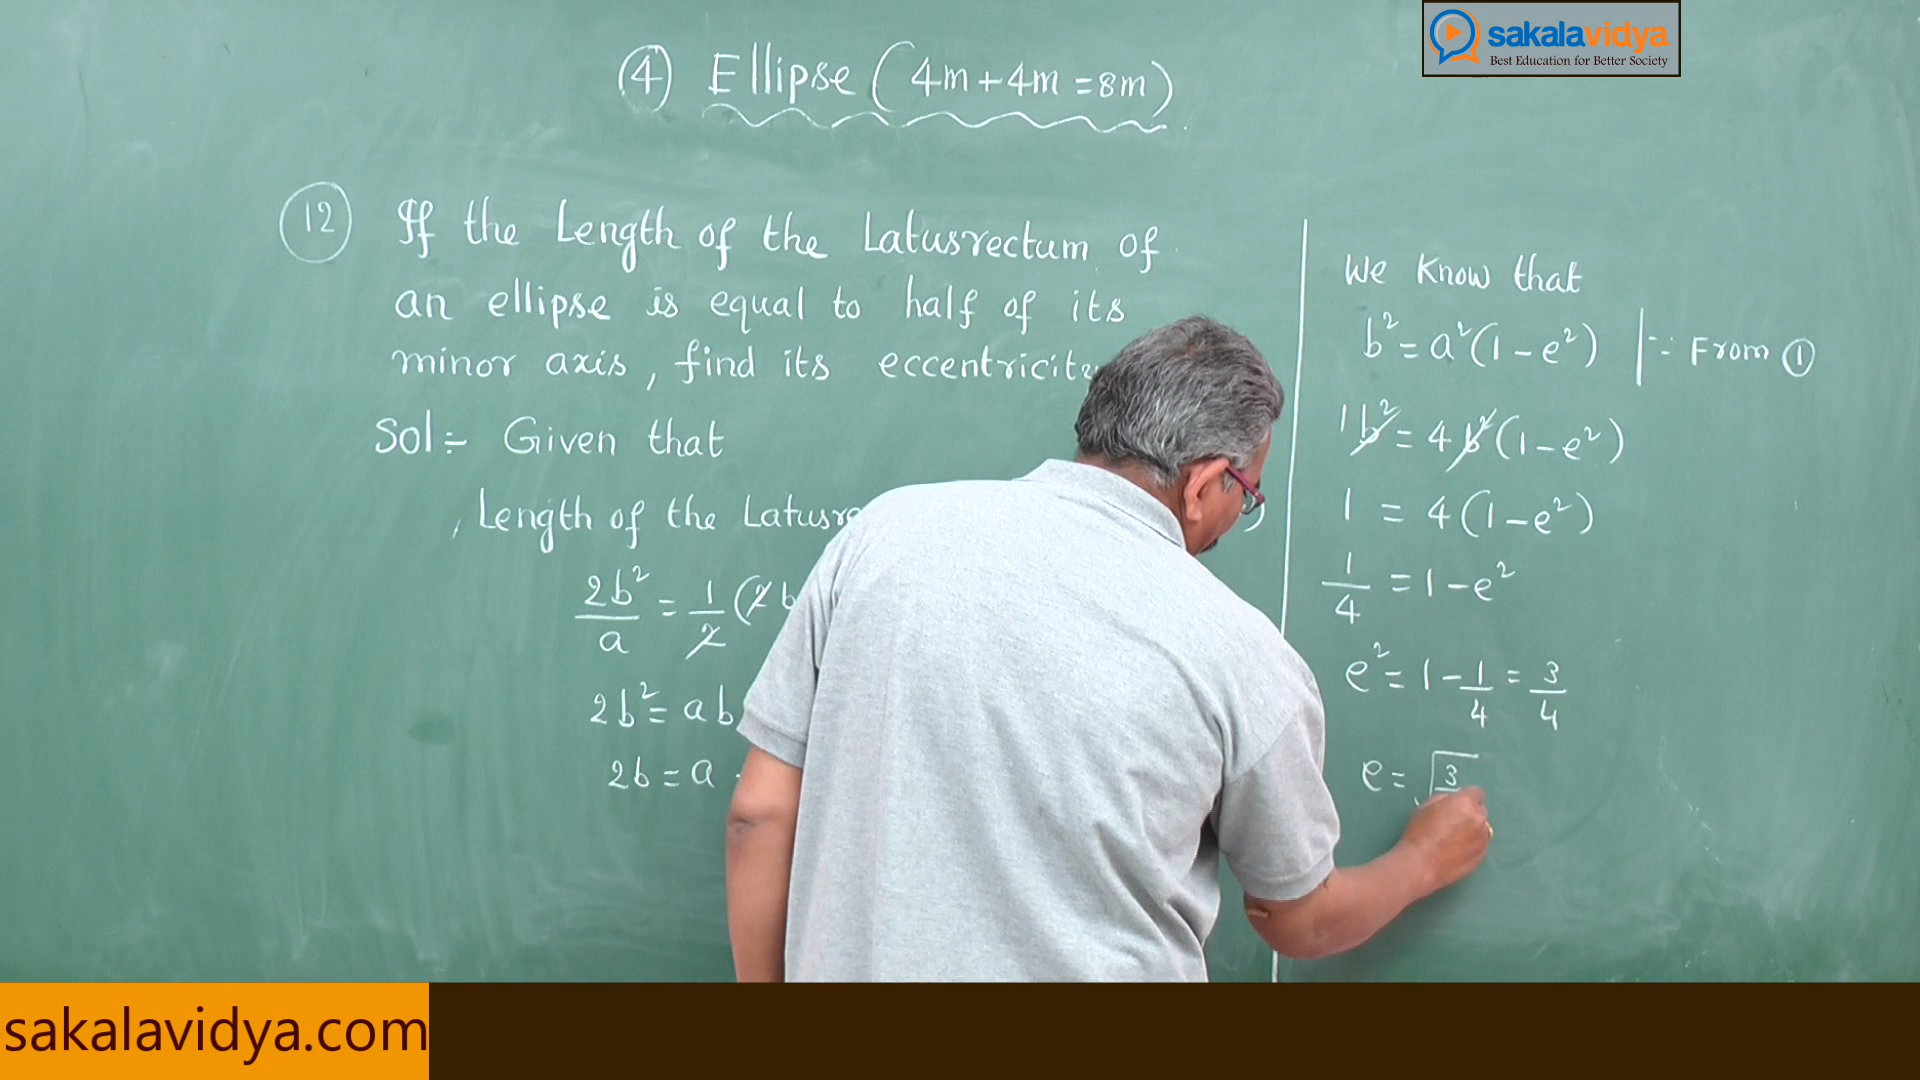 sakalavidya
Best Education for Better Society
(4) Ellipse (4m+4m=8m)
(12) If the Length of the Latusrectum of
an ellipse is equal to half of its
minor axis, find its
Sol:- Given that
Length of the
2b²/a = 1/2 (2b
2b² = ab
2b = a
We Know that
b² = a²(1-e²) | ∵ From ①
1 b² = 4b²(1-e²)
1 = 4(1-e²)
1/4 = 1-e²
e² = 1-1/4 = 3/4
e = √3
sakalavidya.com